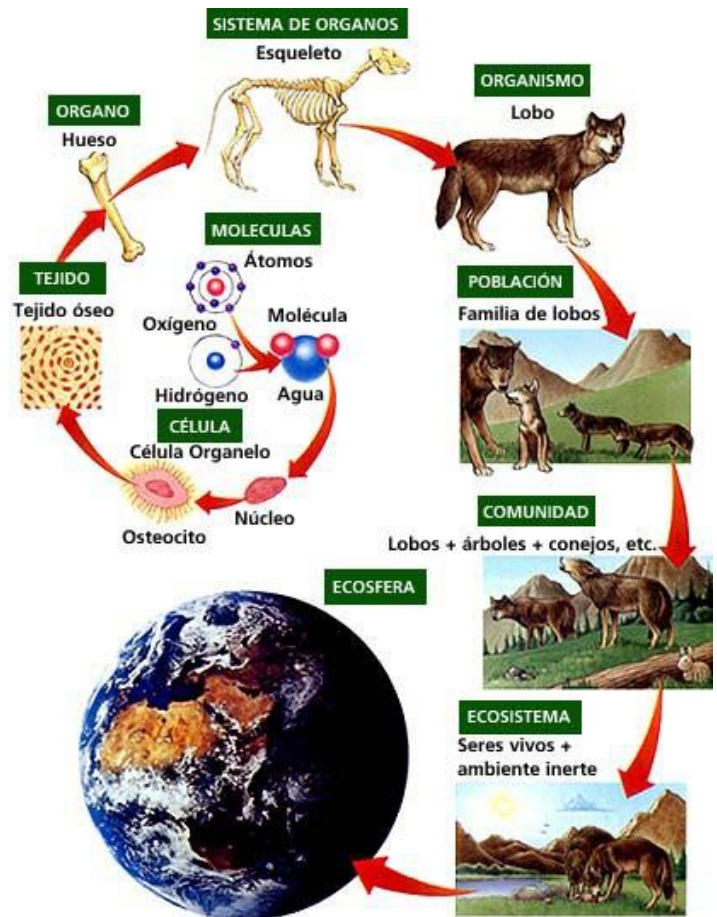 SISTEMA DE ORGANOS
Esqueleto
ORGANISMO
Lobo
ORGANO
Hueso
MOLECULAS
Átomos
Oxígeno
Molécula
Hidrógeno
Agua
TEJIDO
Tejido óseo
POBLACIÓN
Familia de lobos
CÉLULA
Célula Organelo
Núcleo
Osteocito
COMUNIDAD
Lobos + árboles + conejos, etc.
ECOSFERA
ECOSISTEMA
Seres vivos +
ambiente inerte